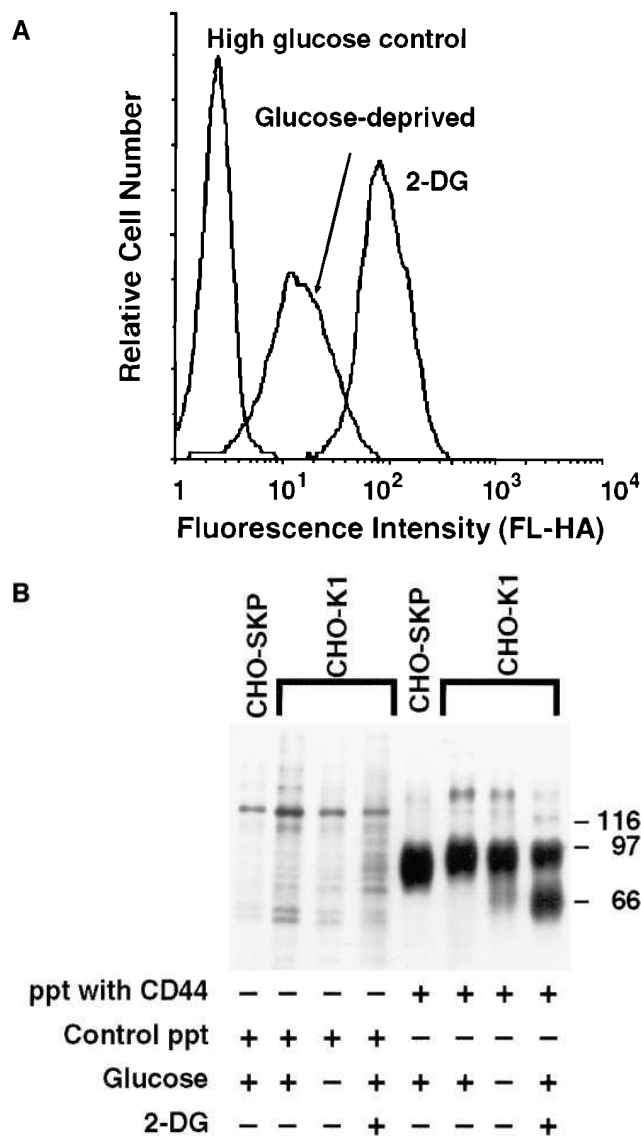 A
High glucose control
Glucose-deprived
2-DG
Relative Cell Number
1 10¹ 10² 10³ 10⁴
Fluorescence Intensity (FL-HA)
B
CHO-SKP CHO-K1 CHO-SKP CHO-K1
– 116
– 97
– 66
ppt with CD44 – – – – + + + +
Control ppt + + + + – – – –
Glucose + + – + + + – +
2-DG – – – + – – – +